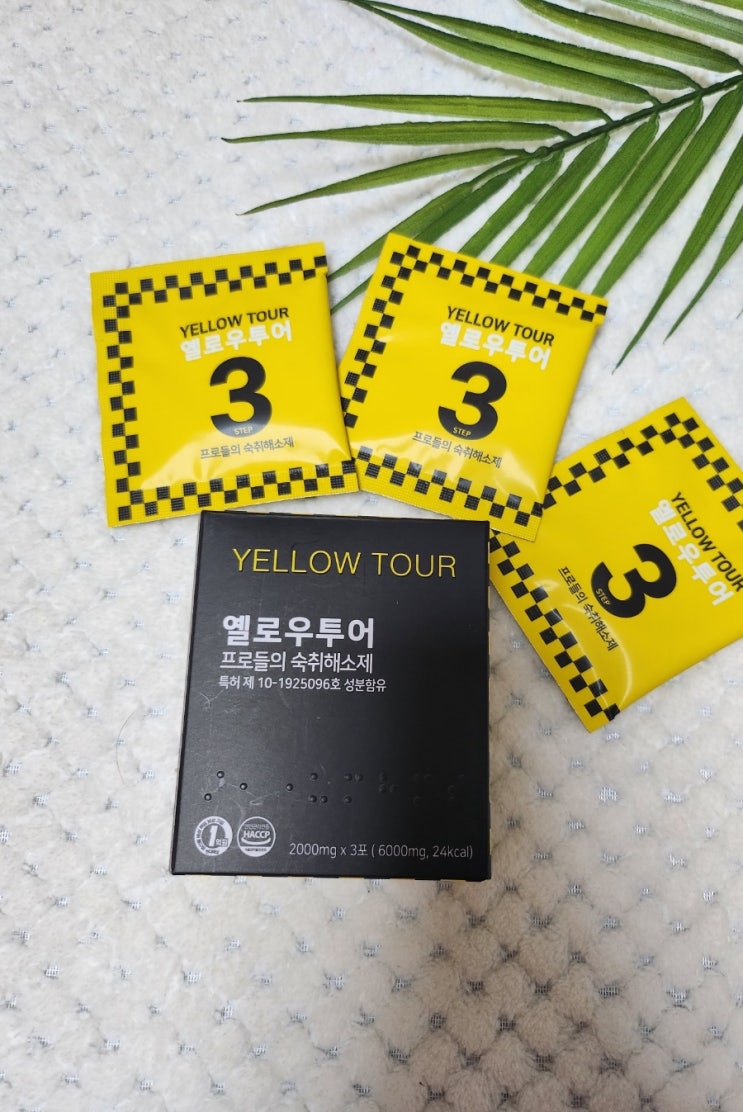 YELLOW TOUR
옐로우투어
3
STEP
프로들의 숙취해소제
YELLOW TOUR
옐로우투어
3
STEP
프로들의 숙취해소제
YELLOW TOUR
옐로우투어
3
STEP
프로들의 숙취해소제
YELLOW TOUR
옐로우투어
프로들의 숙취해소제
특허 제 10-1925096호 성분함유
1
HACCP
2000mg x 3포 ( 6000mg, 24kcal)